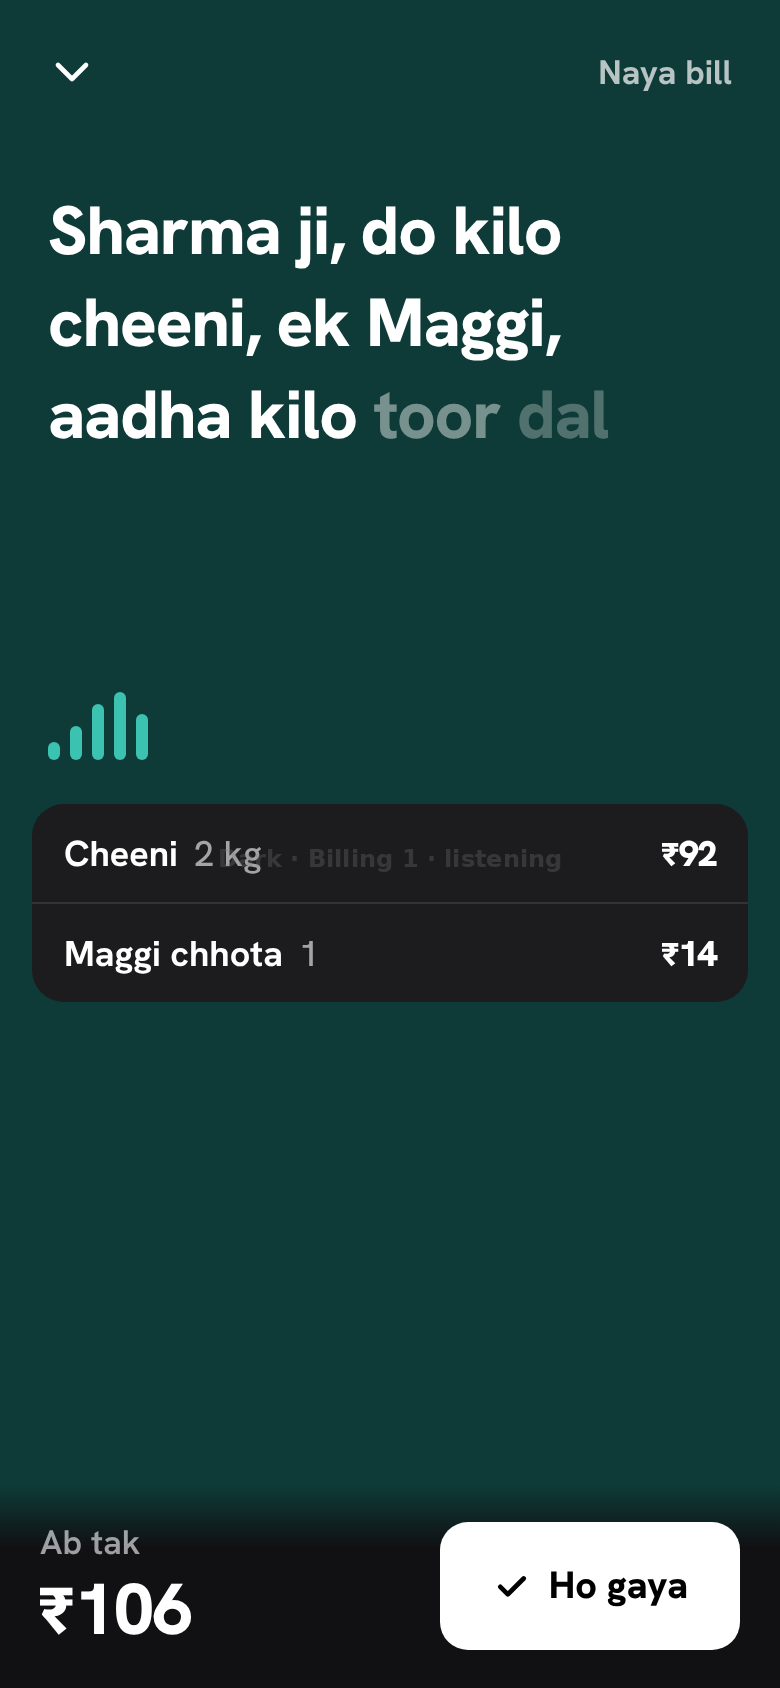 Naya bill
Sharma ji, do kilo
cheeni, ek Maggi,
aadha kilo toor dal
Cheeni 2 kg ₹92
Dark · Billing 1 · listening
Maggi chhota 1 ₹14
Ab tak
₹106
Ho gaya